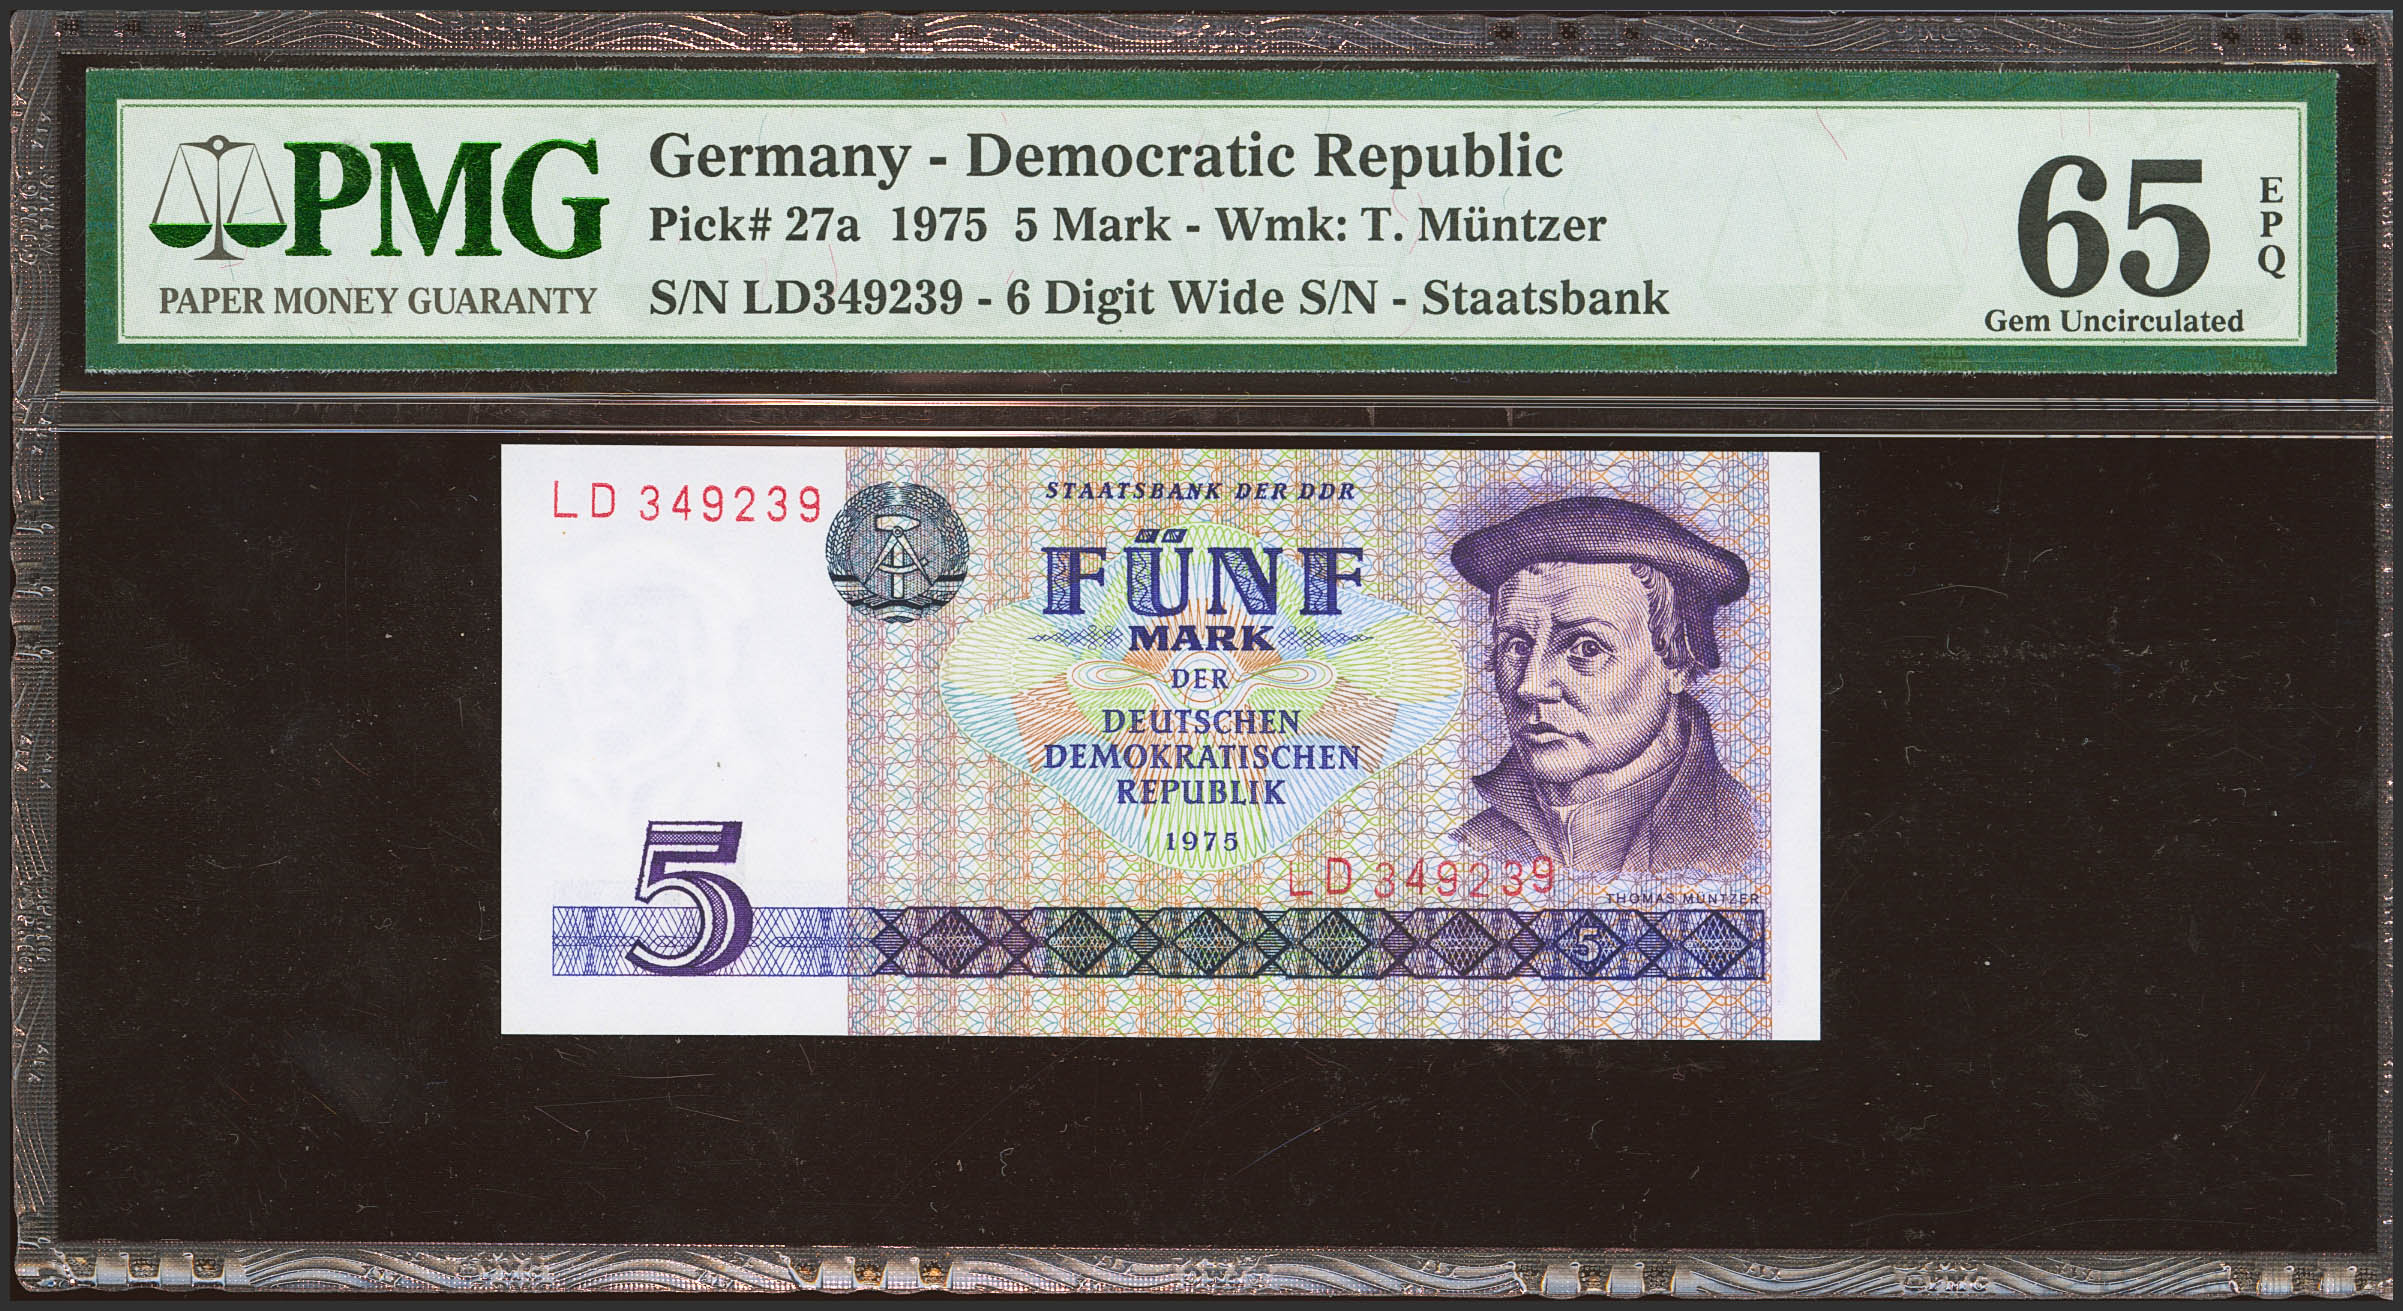 PMG
PAPER MONEY GUARANTY
Germany - Democratic Republic
Pick# 27a 1975 5 Mark - Wmk: T. Müntzer
S/N LD349239 - 6 Digit Wide S/N - Staatsbank
65
EPQ
Gem Uncirculated
LD 349239
STAATSBANK DER DDR
FÜNF
MARK
DER
DEUTSCHEN
DEMOKRATISCHEN
REPUBLIK
1975
LD 349239
THOMAS MÜNTZER
5
5